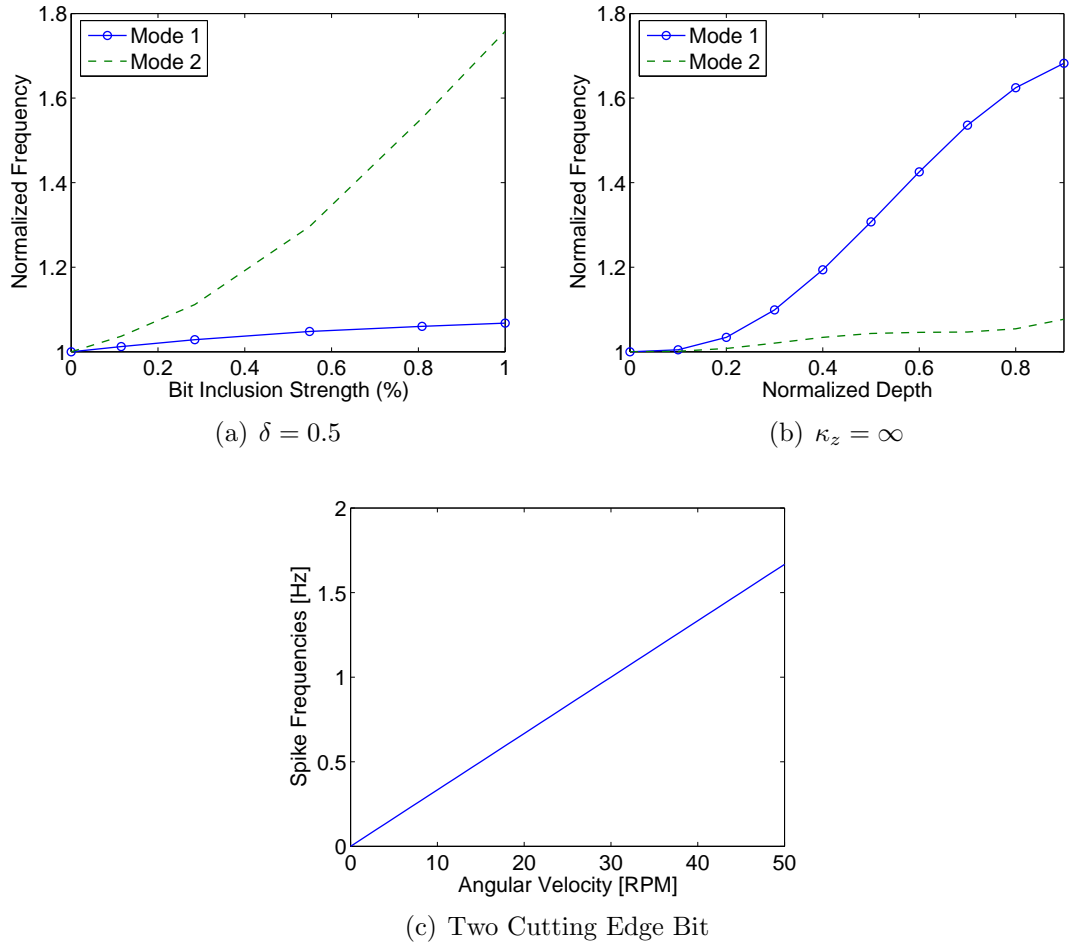 1.8
1.6
1.4
1.2
1
Normalized Frequency
Mode 1
Mode 2
0 0.2 0.4 0.6 0.8 1
Bit Inclusion Strength (%)
(a) δ = 0.5
1.8
1.6
1.4
1.2
1
Normalized Frequency
Mode 1
Mode 2
0 0.2 0.4 0.6 0.8
Normalized Depth
(b) κz = ∞
2
1.5
1
0.5
0
Spike Frequencies [Hz]
0 10 20 30 40 50
Angular Velocity [RPM]
(c) Two Cutting Edge Bit